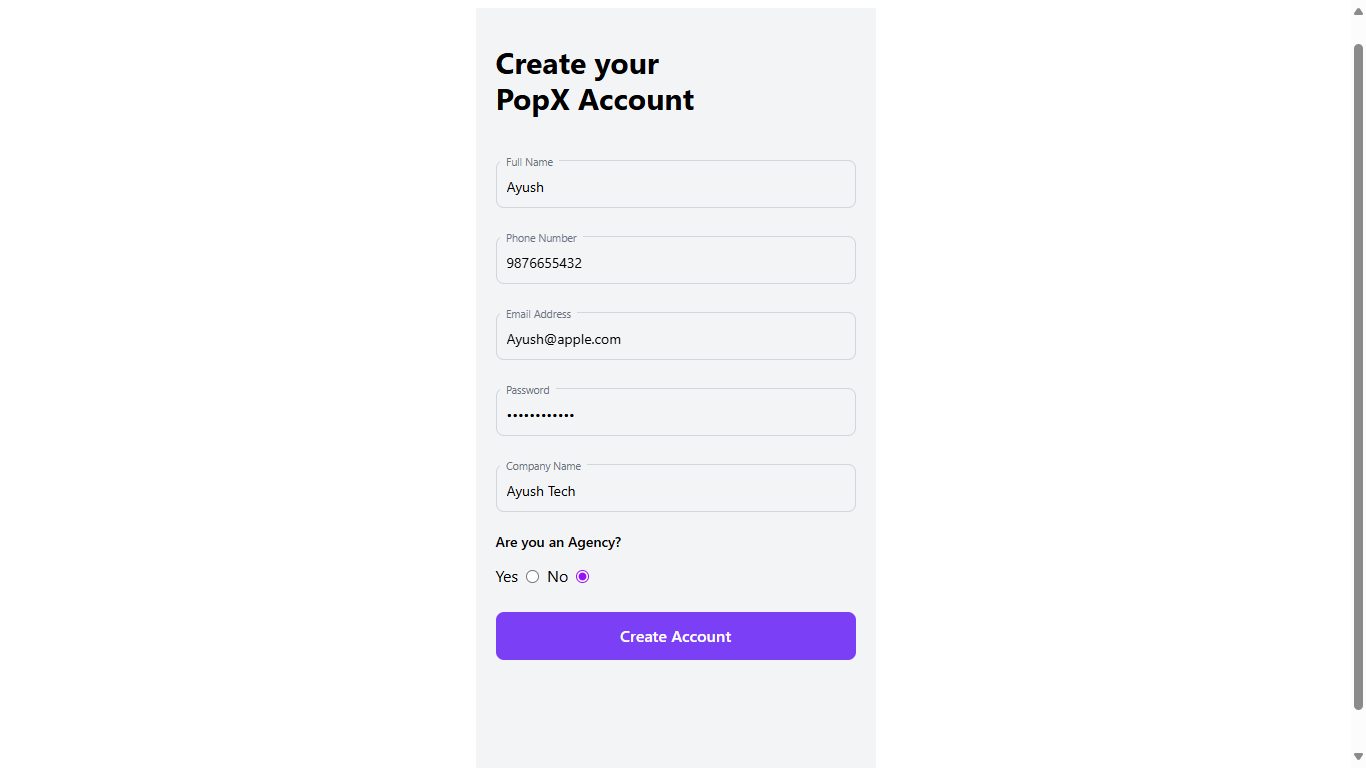 Create your
PopX Account
Full Name
Ayush
Phone Number
9876655432
Email Address
Ayush@apple.com
Password
••••••••••••
Company Name
Ayush Tech
Are you an Agency?
Yes No
Create Account